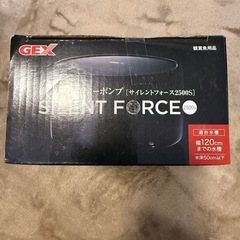 GEX
観賞魚用品
ーポンプ [サイレントフォース2500S]
SILENT FORCE 2500S
適合水槽
幅120cm
までの水槽
水深50cm以下